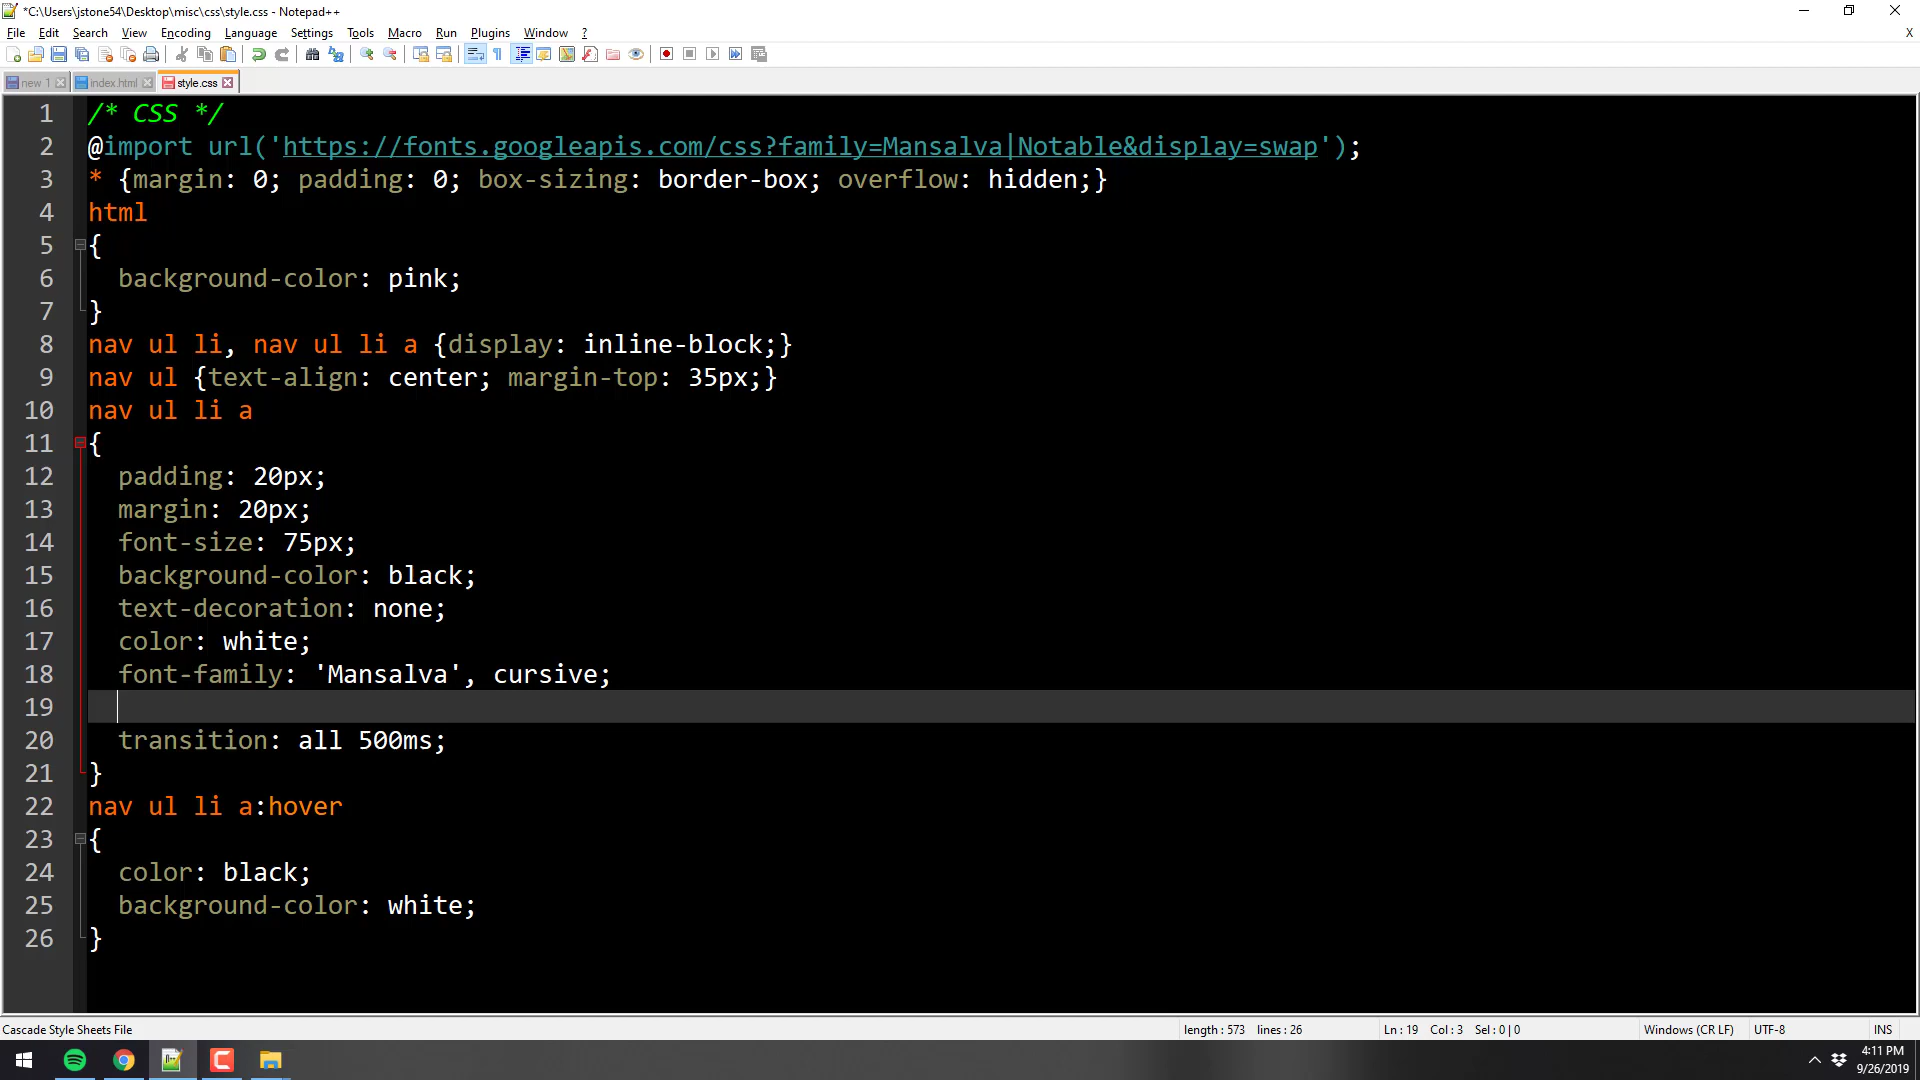 *C:\Users\jstone54\Desktop\misc\css\style.css - Notepad++
File Edit Search View Encoding Language Settings Tools Macro Run Plugins Window ? X
new 1 index.html style.css
1 /* CSS */
2 @import url('https://fonts.googleapis.com/css?family=Mansalva|Notable&display=swap');
3 * {margin: 0; padding: 0; box-sizing: border-box; overflow: hidden;}
4 html
5 {
6 background-color: pink;
7 }
8 nav ul li, nav ul li a {display: inline-block;}
9 nav ul {text-align: center; margin-top: 35px;}
10 nav ul li a
11 {
12 padding: 20px;
13 margin: 20px;
14 font-size: 75px;
15 background-color: black;
16 text-decoration: none;
17 color: white;
18 font-family: 'Mansalva', cursive;
19
20 transition: all 500ms;
21 }
22 nav ul li a:hover
23 {
24 color: black;
25 background-color: white;
26 }
Cascade Style Sheets File length : 573 lines : 26 Ln : 19 Col : 3 Sel : 0 | 0 Windows (CR LF) UTF-8 INS
4:11 PM
9/26/2019